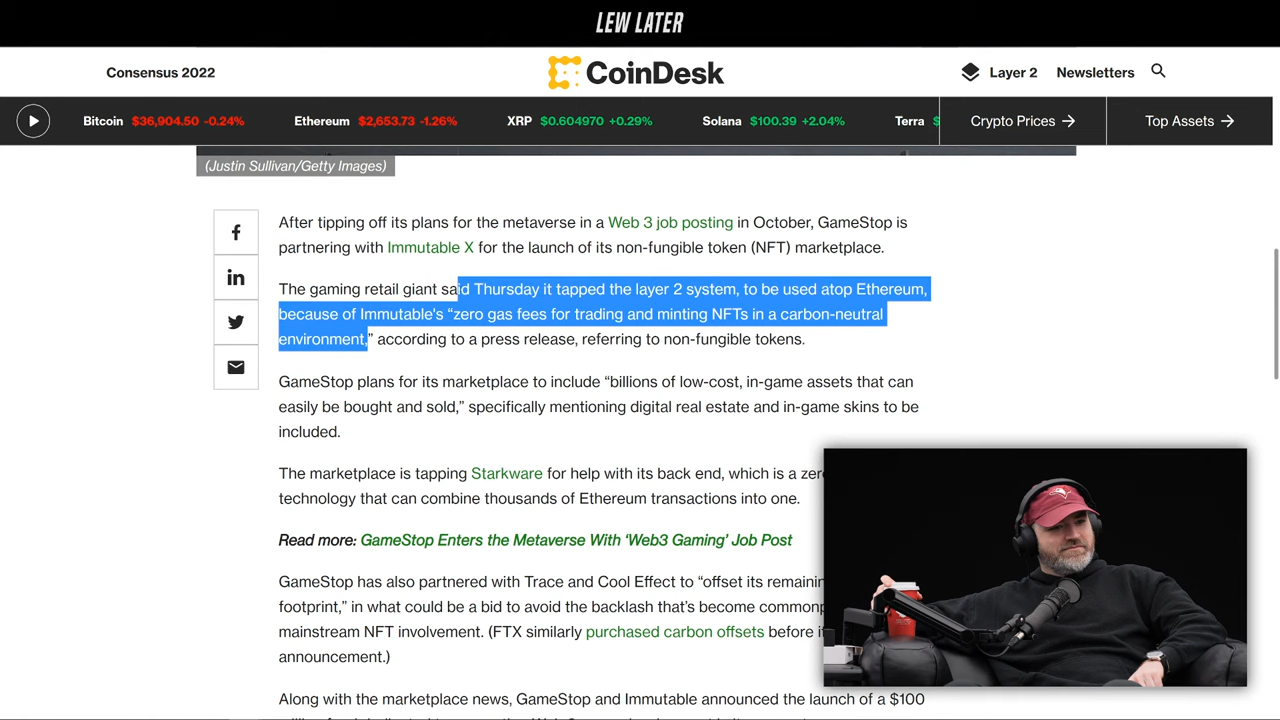 LEW LATER
Consensus 2022
CoinDesk
Layer 2
Newsletters
Bitcoin $36,904.50 -0.24%
Ethereum $2,653.73 -1.26%
XRP $0.604970 +0.29%
Solana $100.39 +2.04%
Terra $
Crypto Prices →
Top Assets →
(Justin Sullivan/Getty Images)
After tipping off its plans for the metaverse in a Web 3 job posting in October, GameStop is
partnering with Immutable X for the launch of its non-fungible token (NFT) marketplace.
The gaming retail giant said Thursday it tapped the layer 2 system, to be used atop Ethereum,
because of Immutable's “zero gas fees for trading and minting NFTs in a carbon-neutral
environment,” according to a press release, referring to non-fungible tokens.
GameStop plans for its marketplace to include “billions of low-cost, in-game assets that can
easily be bought and sold,” specifically mentioning digital real estate and in-game skins to be
included.
The marketplace is tapping Starkware for help with its back end, which is a zer
technology that can combine thousands of Ethereum transactions into one.
Read more: GameStop Enters the Metaverse With ‘Web3 Gaming’ Job Post
GameStop has also partnered with Trace and Cool Effect to “offset its remainin
footprint,” in what could be a bid to avoid the backlash that’s become commonp
mainstream NFT involvement. (FTX similarly purchased carbon offsets before i
announcement.)
Along with the marketplace news, GameStop and Immutable announced the launch of a $100